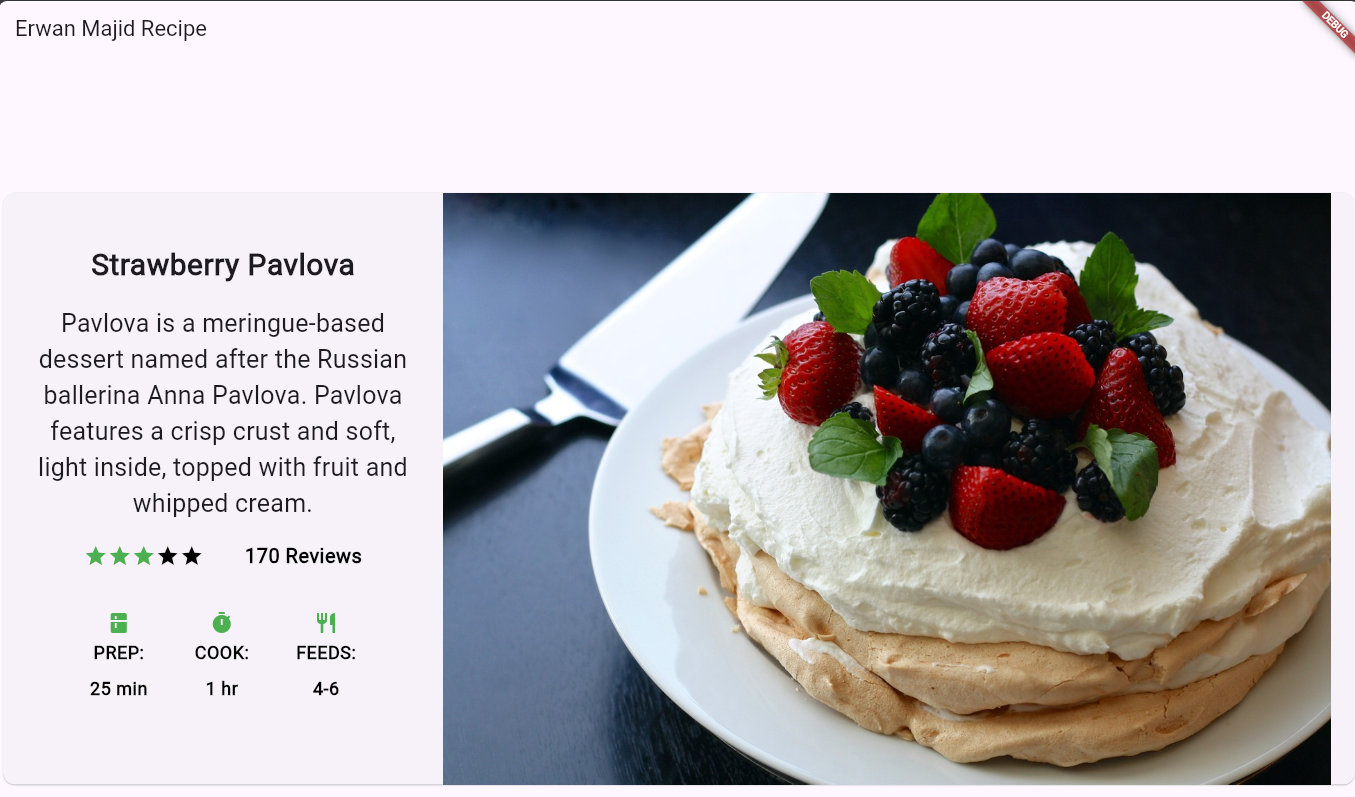 Erwan Majid Recipe
DEBUG
Strawberry Pavlova
Pavlova is a meringue-based
dessert named after the Russian
ballerina Anna Pavlova. Pavlova
features a crisp crust and soft,
light inside, topped with fruit and
whipped cream.
170 Reviews
PREP: COOK: FEEDS:
25 min 1 hr 4-6